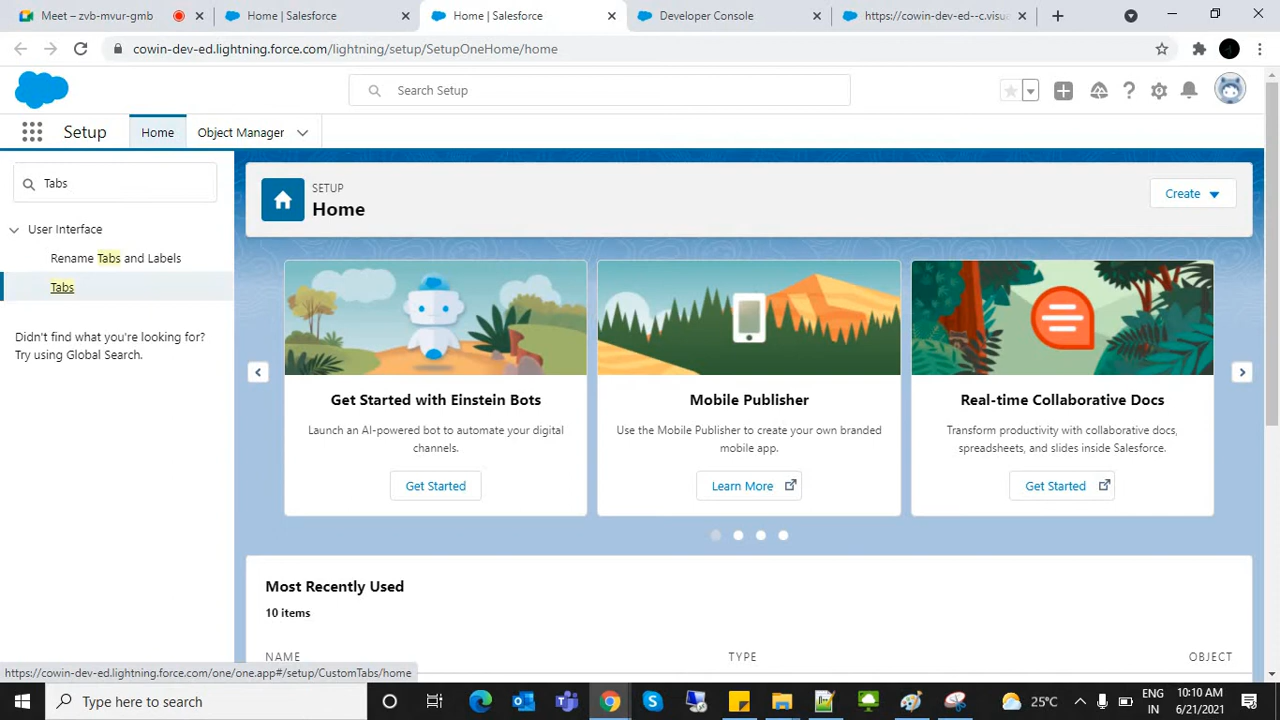 Meet – zvb-mvur-gmb
Home | Salesforce
Home | Salesforce
Developer Console
https://cowin-dev-ed--c.visue
cowin-dev-ed.lightning.force.com/lightning/setup/SetupOneHome/home
Search Setup
Setup
Home
Object Manager
Tabs
User Interface
Rename Tabs and Labels
Tabs
Didn't find what you're looking for?
Try using Global Search.
SETUP
Home
Create
Get Started with Einstein Bots
Launch an AI-powered bot to automate your digital
channels.
Get Started
Mobile Publisher
Use the Mobile Publisher to create your own branded
mobile app.
Learn More
Real-time Collaborative Docs
Transform productivity with collaborative docs,
spreadsheets, and slides inside Salesforce.
Get Started
Most Recently Used
10 items
NAME TYPE OBJECT
https://cowin-dev-ed.lightning.force.com/one/one.app#/setup/CustomTabs/home
Type here to search
25°C
ENG
IN
10:10 AM
6/21/2021